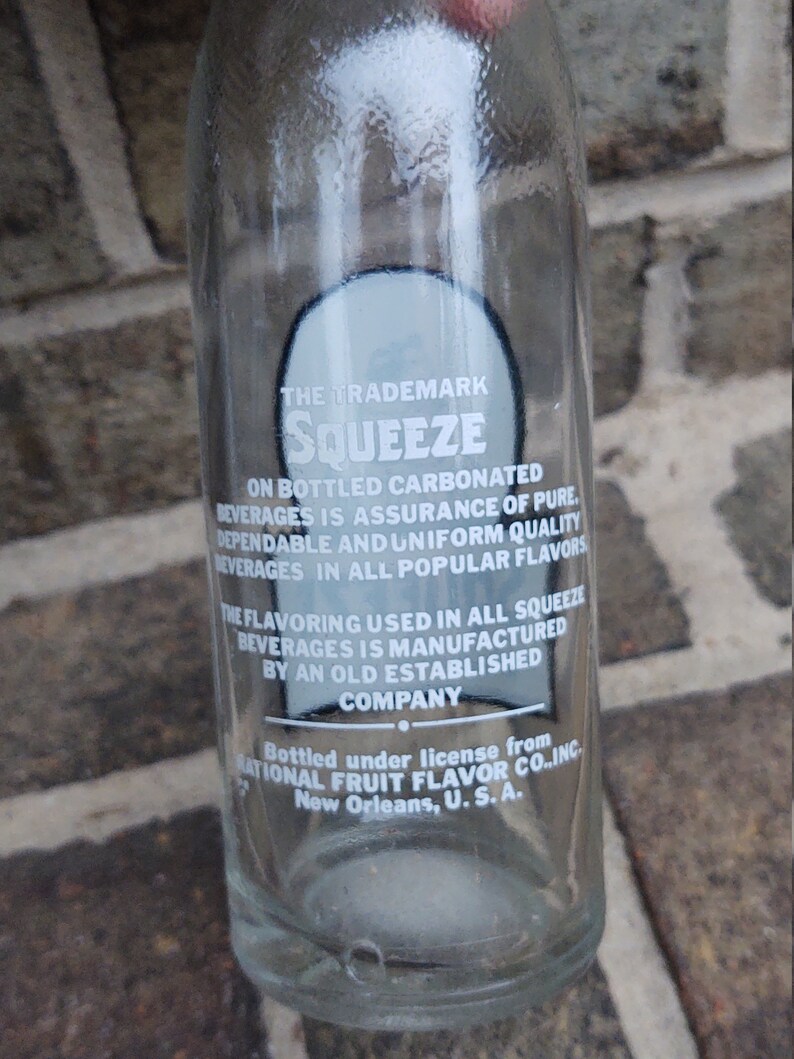 THE TRADEMARK
SQUEEZE
ON BOTTLED CARBONATED
BEVERAGES IS ASSURANCE OF PURE,
DEPENDABLE AND UNIFORM QUALITY
BEVERAGES IN ALL POPULAR FLAVORS.
THE FLAVORING USED IN ALL SQUEEZE
BEVERAGES IS MANUFACTURED
BY AN OLD ESTABLISHED
COMPANY
Bottled under license from
NATIONAL FRUIT FLAVOR CO., INC.
New Orleans, U. S. A.